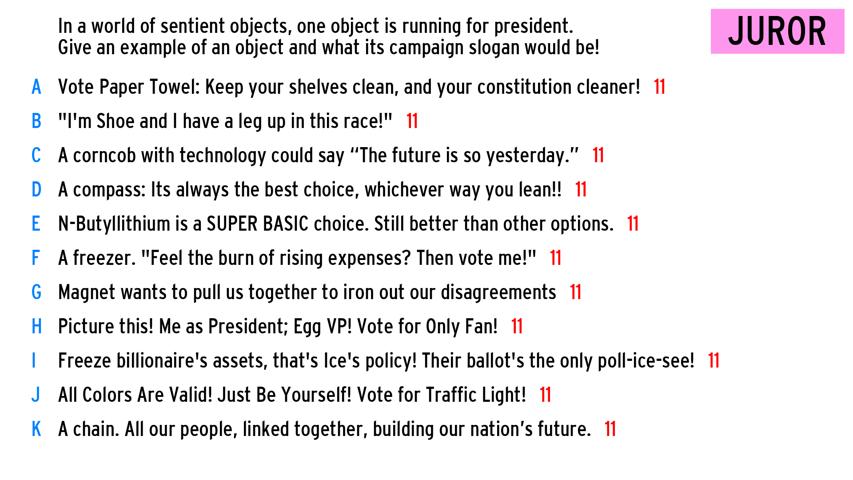 In a world of sentient objects, one object is running for president.
Give an example of an object and what its campaign slogan would be!
JUROR
A Vote Paper Towel: Keep your shelves clean, and your constitution cleaner! 11
B "I'm Shoe and I have a leg up in this race!" 11
C A corncob with technology could say “The future is so yesterday.” 11
D A compass: Its always the best choice, whichever way you lean!! 11
E N-Butyllithium is a SUPER BASIC choice. Still better than other options. 11
F A freezer. "Feel the burn of rising expenses? Then vote me!" 11
G Magnet wants to pull us together to iron out our disagreements 11
H Picture this! Me as President; Egg VP! Vote for Only Fan! 11
I Freeze billionaire's assets, that's Ice's policy! Their ballot's the only poll-ice-see! 11
J All Colors Are Valid! Just Be Yourself! Vote for Traffic Light! 11
K A chain. All our people, linked together, building our nation’s future. 11